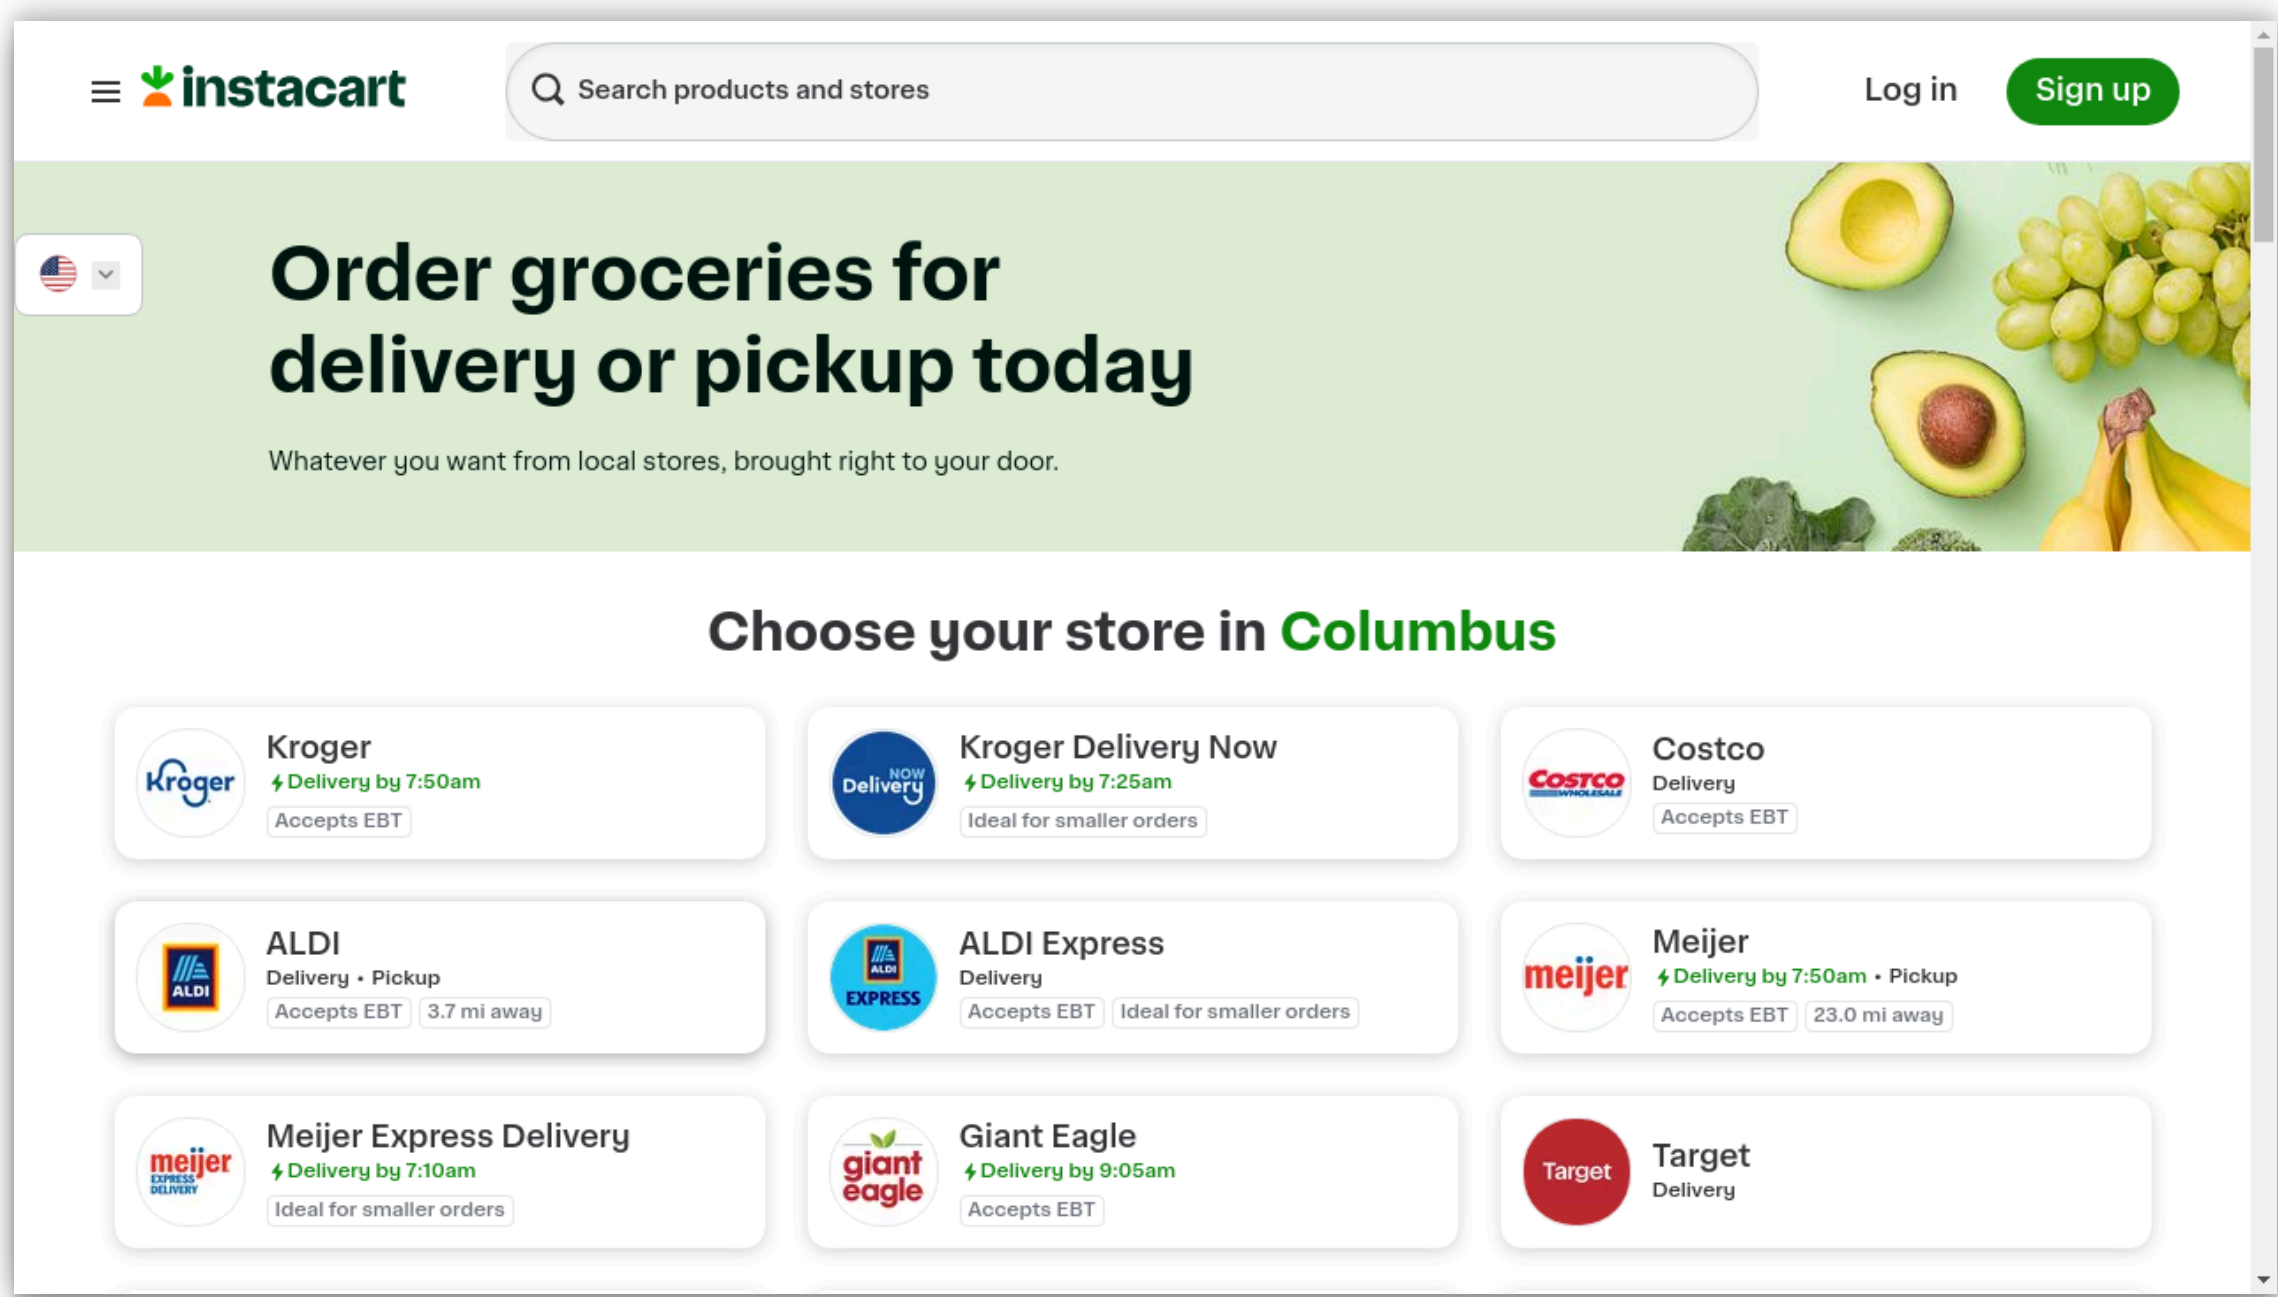 instacart
Search products and stores
Log in
Sign up
Order groceries for
delivery or pickup today
Whatever you want from local stores, brought right to your door.
Choose your store in Columbus
Kroger
Kroger
Delivery by 7:50am
Accepts EBT
Delivery NOW
Kroger Delivery Now
Delivery by 7:25am
Ideal for smaller orders
COSTCO
WHOLESALE
Costco
Delivery
Accepts EBT
ALDI
ALDI
Delivery • Pickup
Accepts EBT 3.7 mi away
ALDI
EXPRESS
ALDI Express
Delivery
Accepts EBT Ideal for smaller orders
meijer
Meijer
Delivery by 7:50am • Pickup
Accepts EBT 23.0 mi away
meijer
EXPRESS
DELIVERY
Meijer Express Delivery
Delivery by 7:10am
Ideal for smaller orders
giant
eagle
Giant Eagle
Delivery by 9:05am
Accepts EBT
Target
Target
Delivery